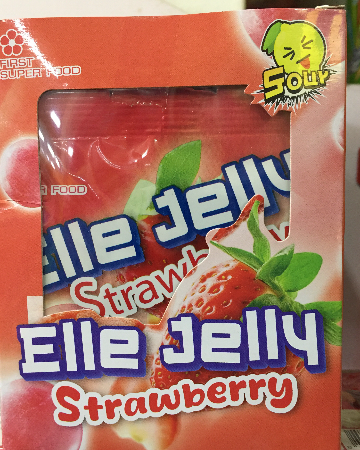 FIRST
SUPER FOOD
Sour
FOOD
Elle Jelly
Strawb
Elle Jelly
Strawberry